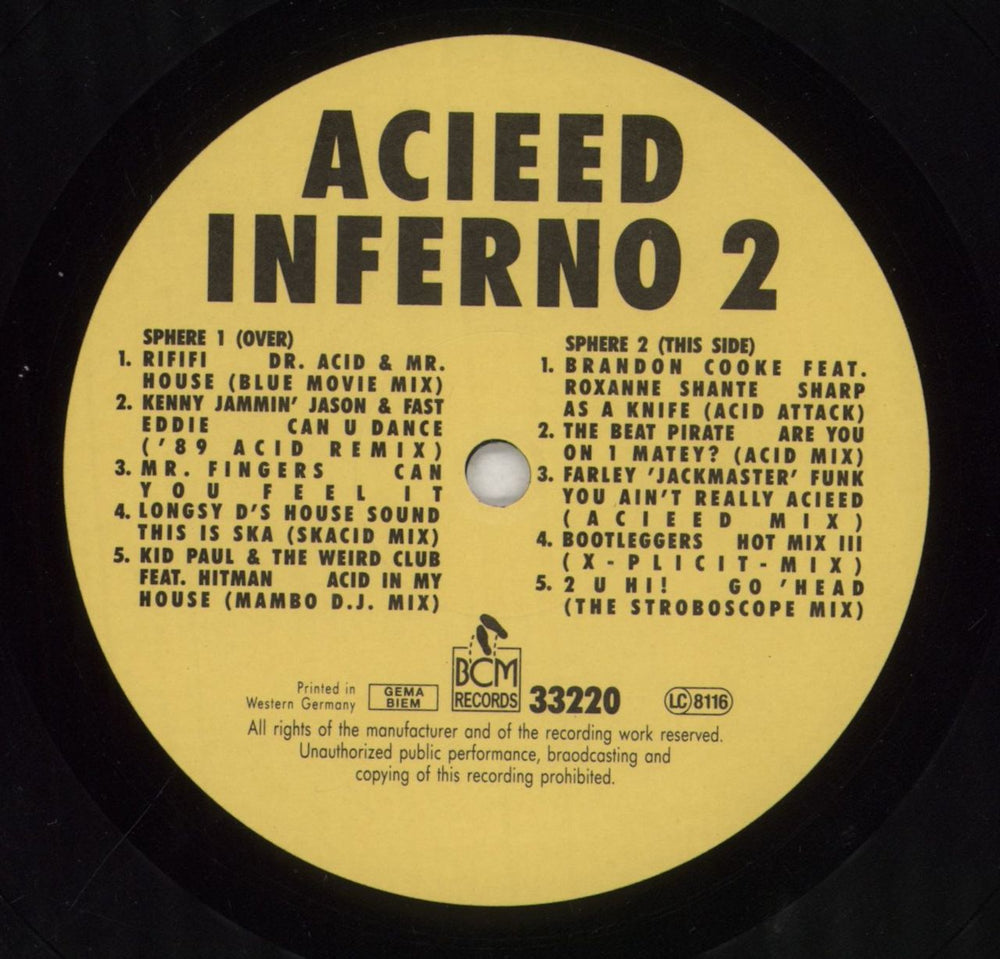 ACIEED
INFERNO 2
SPHERE 1 (OVER)
1. RIFIFI DR. ACID & MR.
HOUSE (BLUE MOVIE MIX)
2. KENNY JAMMIN' JASON & FAST
EDDIE CAN U DANCE
('89 ACID REMIX)
3. MR. FINGERS CAN
YOU FEEL IT
4. LONGSY D'S HOUSE SOUND
THIS IS SKA (SKACID MIX)
5. KID PAUL & THE WEIRD CLUB
FEAT. HITMAN ACID IN MY
HOUSE (MAMBO D.J. MIX)
SPHERE 2 (THIS SIDE)
1. BRANDON COOKE FEAT.
ROXANNE SHANTE SHARP
AS A KNIFE (ACID ATTACK)
2. THE BEAT PIRATE ARE YOU
ON 1 MATEY? (ACID MIX)
3. FARLEY 'JACKMASTER' FUNK
YOU AIN'T REALLY ACIEED
(ACIEED MIX)
4. BOOTLEGGERS HOT MIX III
(X-PLICIT-MIX)
5. 2 U HI! GO 'HEAD
(THE STROBOSCOPE MIX)
Printed in
Western Germany
GEMA
BIEM
BCM
RECORDS
33220
LC 8116
All rights of the manufacturer and of the recording work reserved.
Unauthorized public performance, braodcasting and
copying of this recording prohibited.